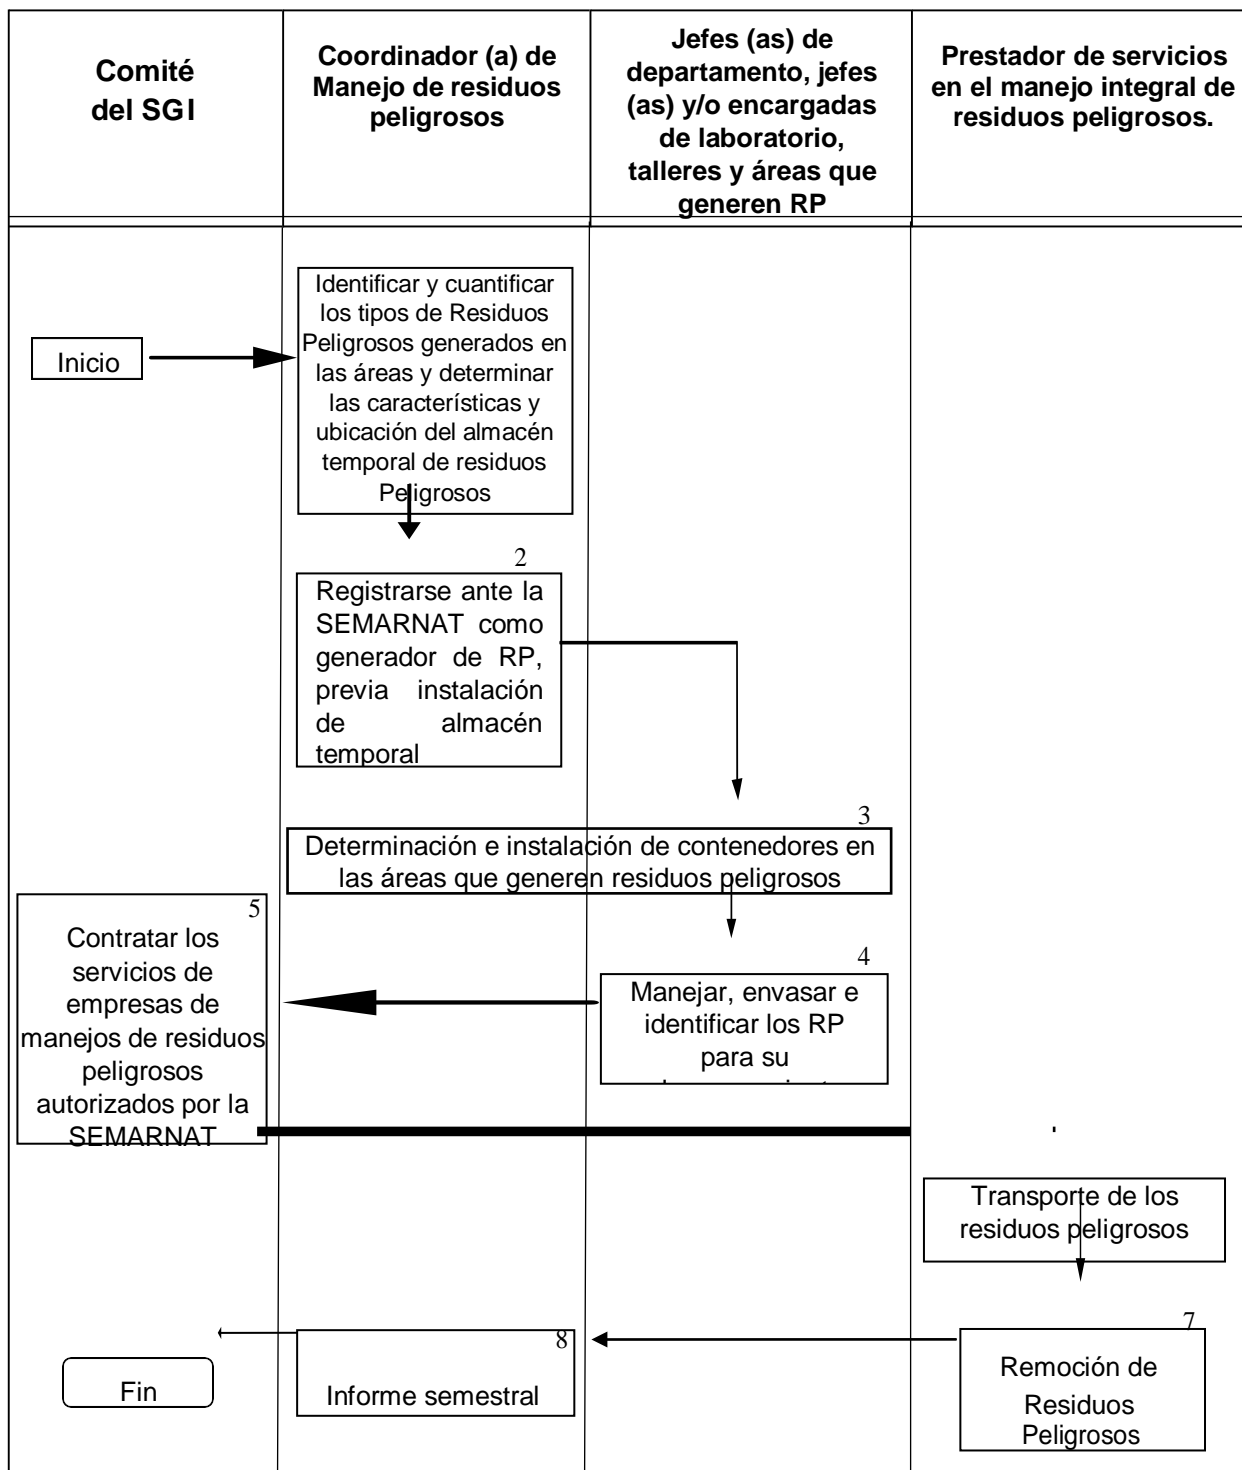 Comité
del SGI
Coordinador (a) de
Manejo de residuos
peligrosos
Jefes (as) de
departamento, jefes
(as) y/o encargadas
de laboratorio,
talleres y áreas que
generen RP
Prestador de servicios
en el manejo integral de
residuos peligrosos.
Inicio
Identificar y cuantificar
los tipos de Residuos
Peligrosos generados en
las áreas y determinar
las características y
ubicación del almacén
temporal de residuos
Peligrosos
2
Registrarse ante la
SEMARNAT como
generador de RP,
previa instalación
de almacén
temporal
3
Determinación e instalación de contenedores en
las áreas que generen residuos peligrosos
4
Manejar, envasar e
identificar los RP
para su
5
Contratar los
servicios de
empresas de
manejos de residuos
peligrosos
autorizados por la
SEMARNAT
Transporte de los
residuos peligrosos
7
Remoción de
Residuos
Peligrosos
8
Informe semestral
Fin